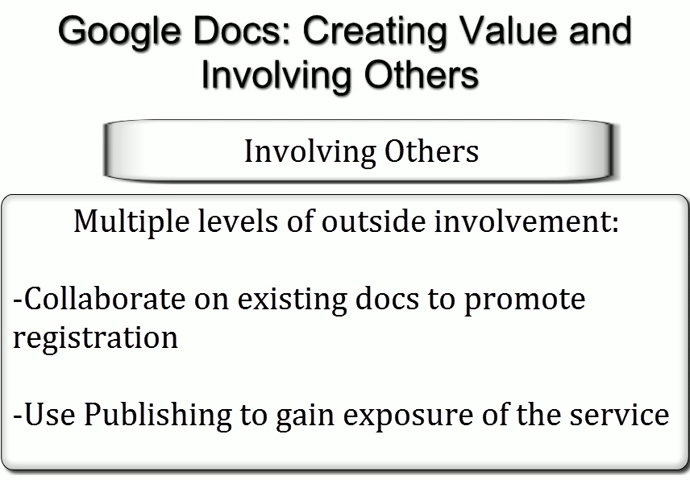 Google Docs: Creating Value and
Involving Others
Involving Others
Multiple levels of outside involvement:
-Collaborate on existing docs to promote
registration
-Use Publishing to gain exposure of the service